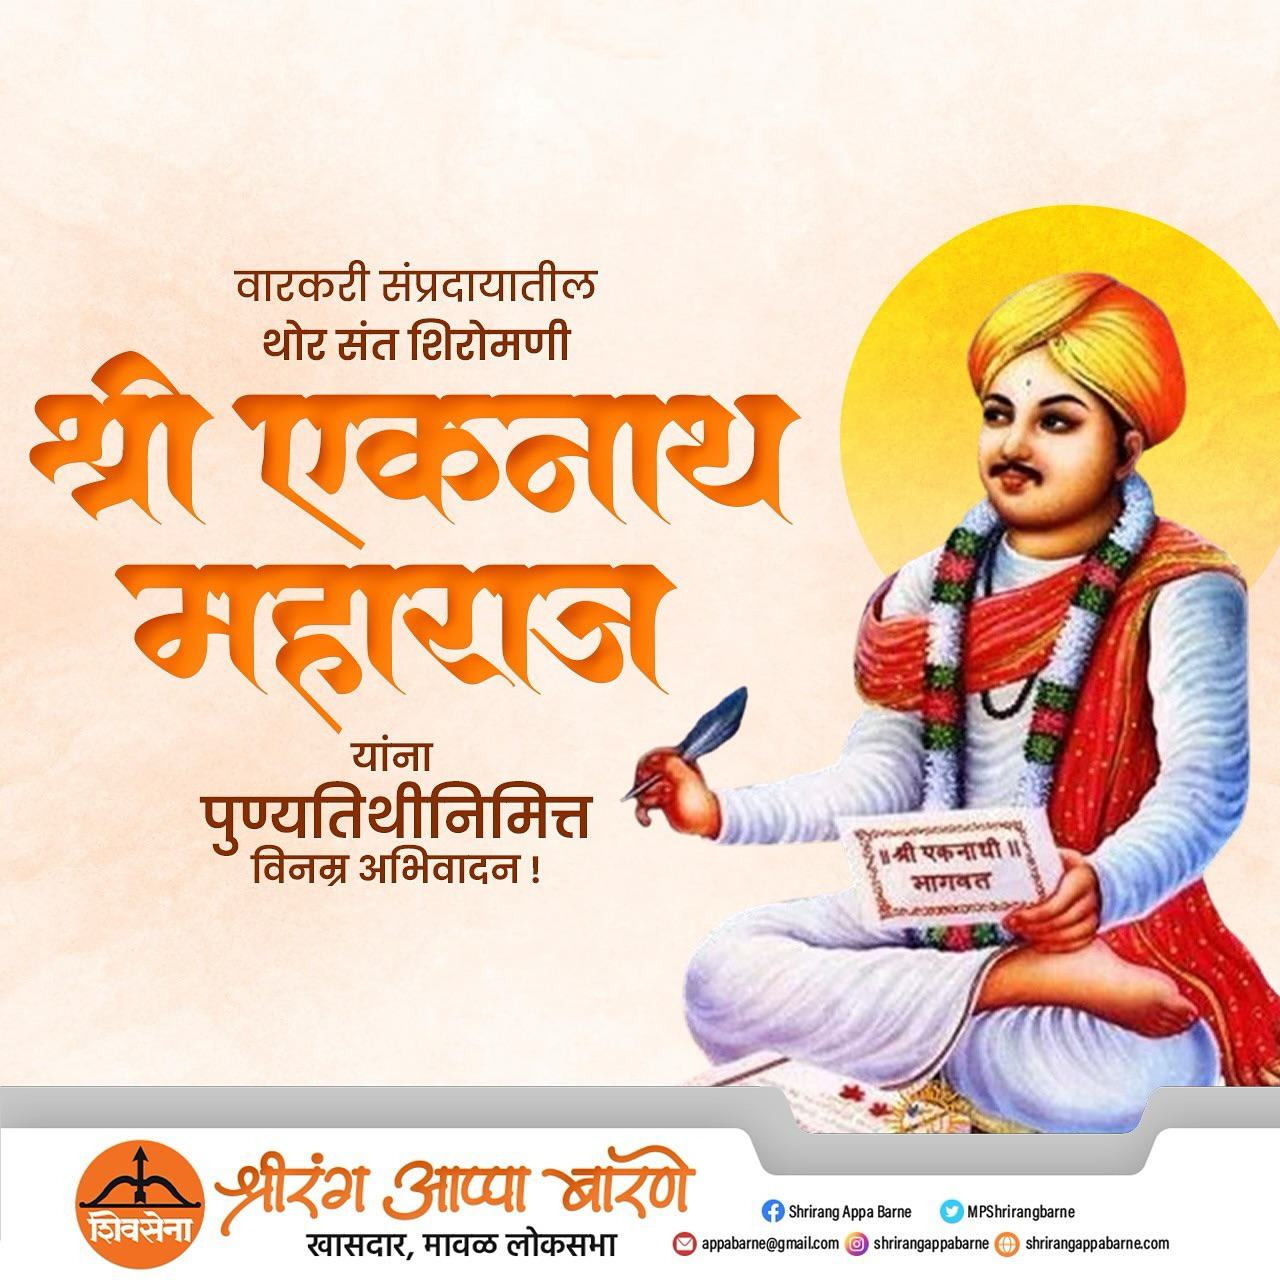 वारकरी संप्रदायातील
थोर संत शिरोमणी
श्री एकनाथ
महाराज
यांना
पुण्यतिथीनिमित्त
विनम्र अभिवादन !
॥ श्री एकनाथी ॥
भागवत
शिवसेना
श्रीरंग आप्पा बारणे
खासदार, मावळ लोकसभा
Shrirang Appa Barne
MPShrirangbarne
appabarne@gmail.com
shrirangappabarne
shrirangappabarne.com